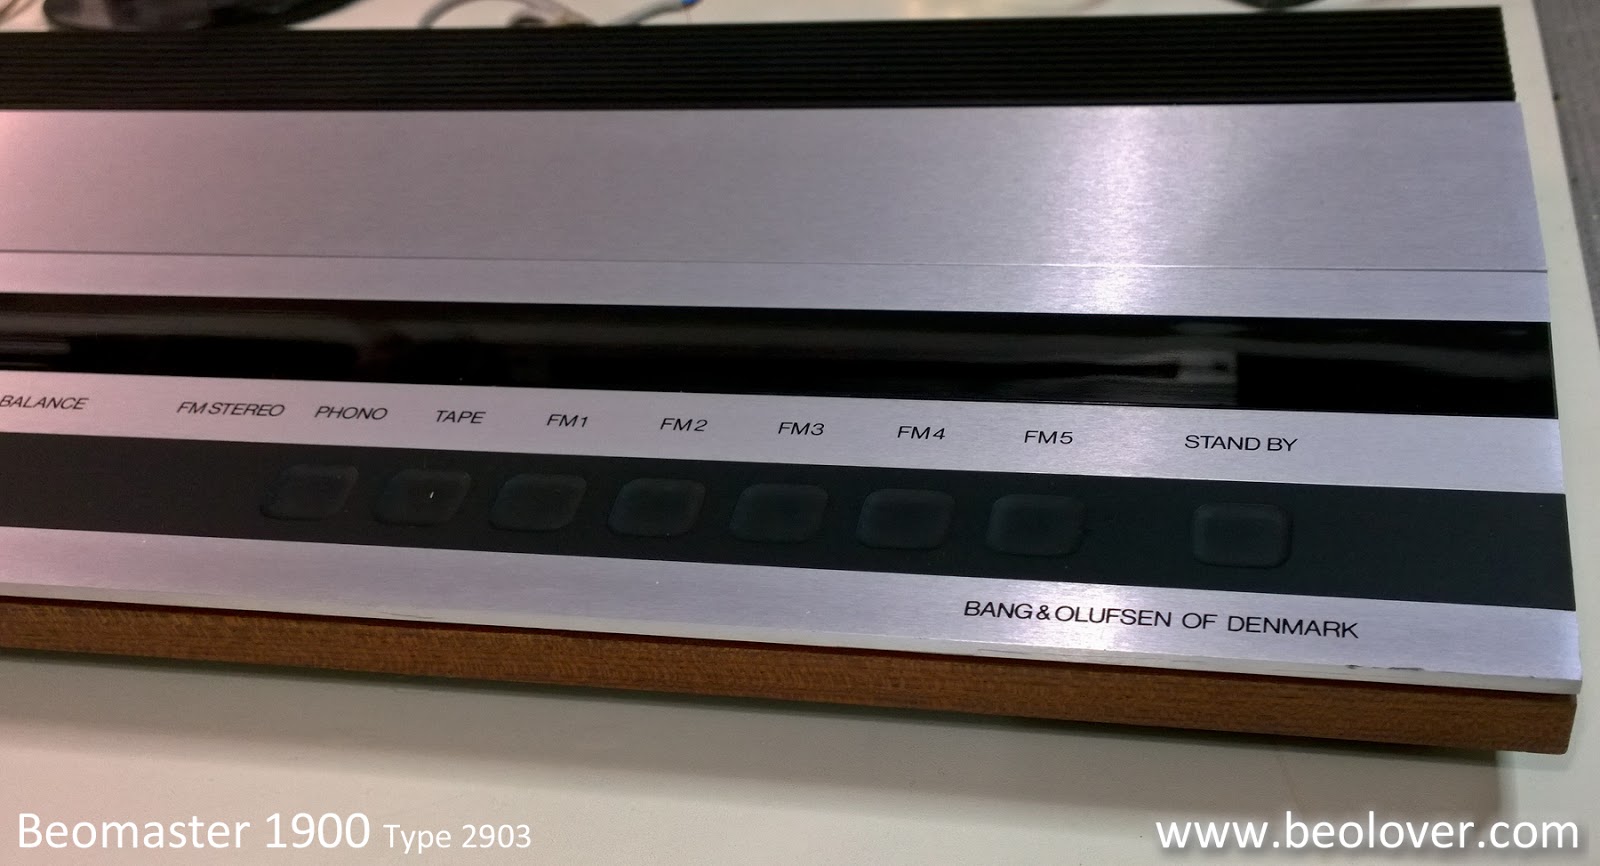 BALANCE FM STEREO PHONO TAPE FM1 FM2 FM3 FM4 FM5 STAND BY
BANG & OLUFSEN OF DENMARK
Beomaster 1900 Type 2903
www.beolover.com